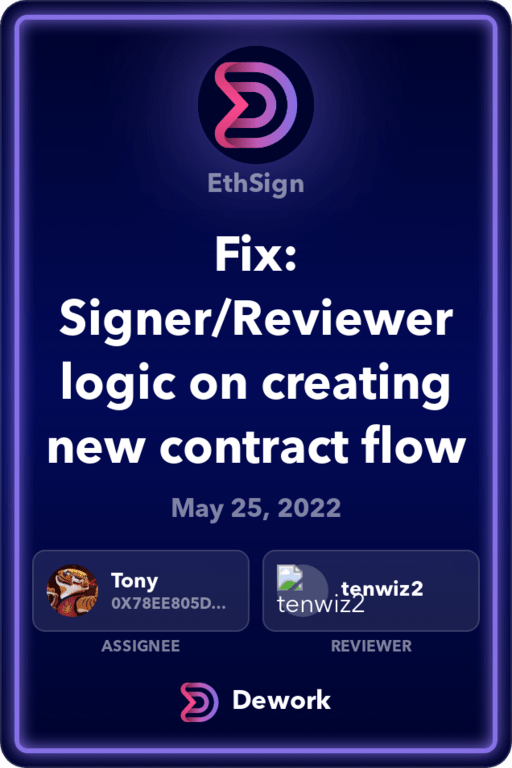 EthSign
Fix:
Signer/Reviewer
logic on creating
new contract flow
May 25, 2022
Tony
0X78EE805D...
ASSIGNEE
tenwiz2
tenwiz2
REVIEWER
Dework